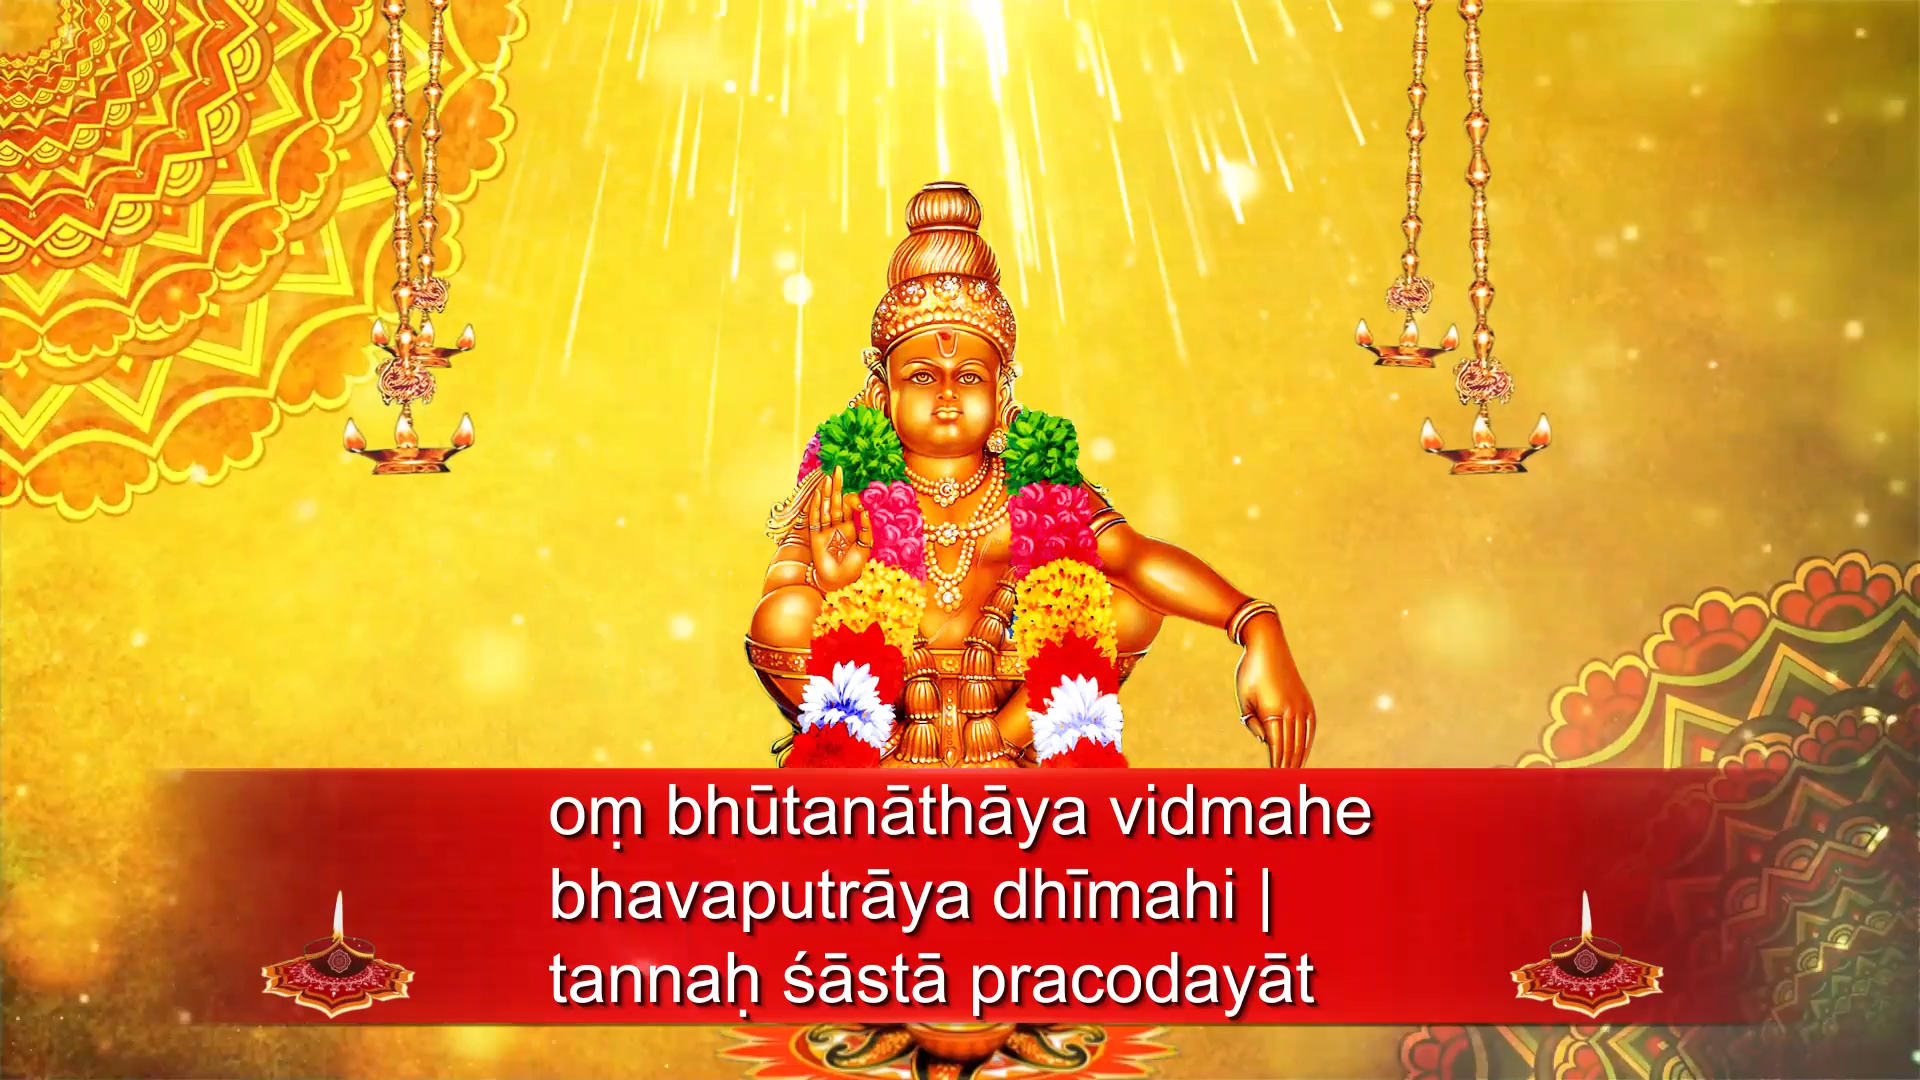 oṃ bhūtanāthāya vidmahe
bhavaputrāya dhīmahi |
tannaḥ śāstā pracodayāt